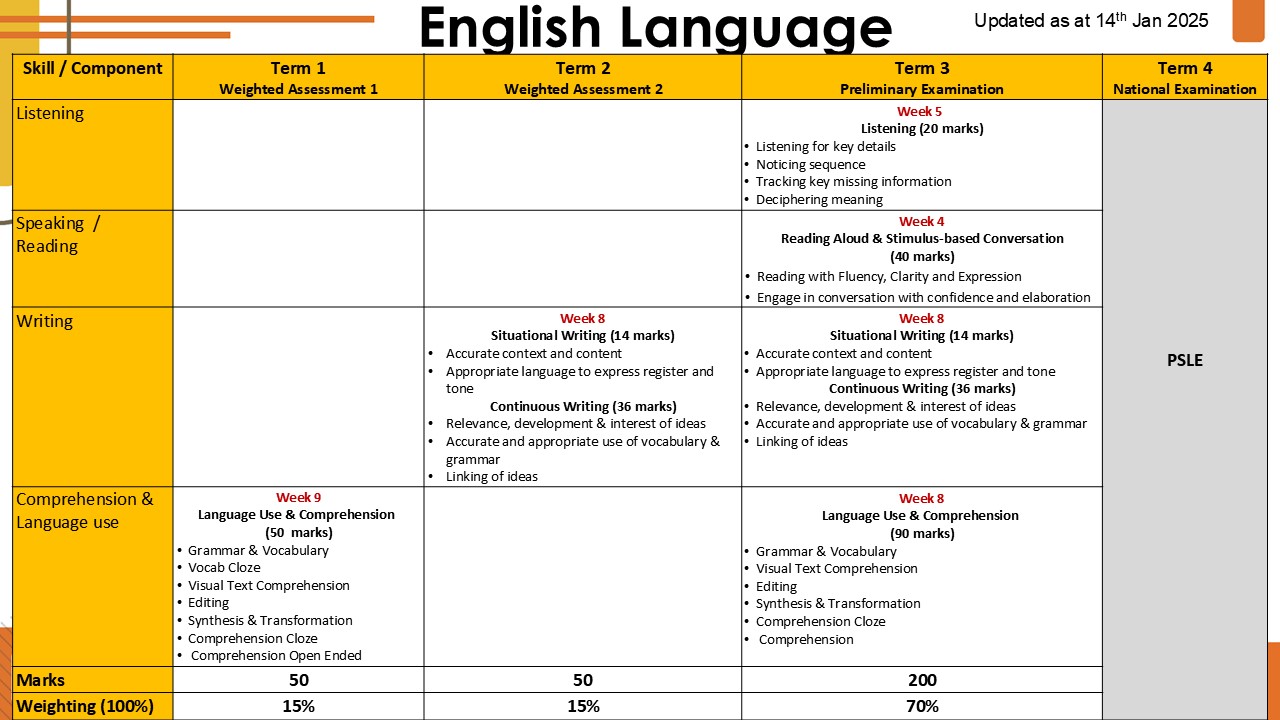 English Language
Updated as at 14th Jan 2025
Skill / Component
Term 1
Weighted Assessment 1
Term 2
Weighted Assessment 2
Term 3
Preliminary Examination
Term 4
National Examination
Listening
Week 5
Listening (20 marks)
• Listening for key details
• Noticing sequence
• Tracking key missing information
• Deciphering meaning
Speaking /
Reading
Week 4
Reading Aloud & Stimulus-based Conversation
(40 marks)
• Reading with Fluency, Clarity and Expression
• Engage in conversation with confidence and elaboration
Writing
Week 8
Situational Writing (14 marks)
• Accurate context and content
• Appropriate language to express register and
tone
Continuous Writing (36 marks)
• Relevance, development & interest of ideas
• Accurate and appropriate use of vocabulary &
grammar
• Linking of ideas
Week 8
Situational Writing (14 marks)
• Accurate context and content
• Appropriate language to express register and tone
Continuous Writing (36 marks)
• Relevance, development & interest of ideas
• Accurate and appropriate use of vocabulary & grammar
• Linking of ideas
PSLE
Comprehension &
Language use
Week 9
Language Use & Comprehension
(50 marks)
• Grammar & Vocabulary
• Vocab Cloze
• Visual Text Comprehension
• Editing
• Synthesis & Transformation
• Comprehension Cloze
• Comprehension Open Ended
Week 8
Language Use & Comprehension
(90 marks)
• Grammar & Vocabulary
• Visual Text Comprehension
• Editing
• Synthesis & Transformation
• Comprehension Cloze
• Comprehension
Marks
50
50
200
Weighting (100%)
15%
15%
70%